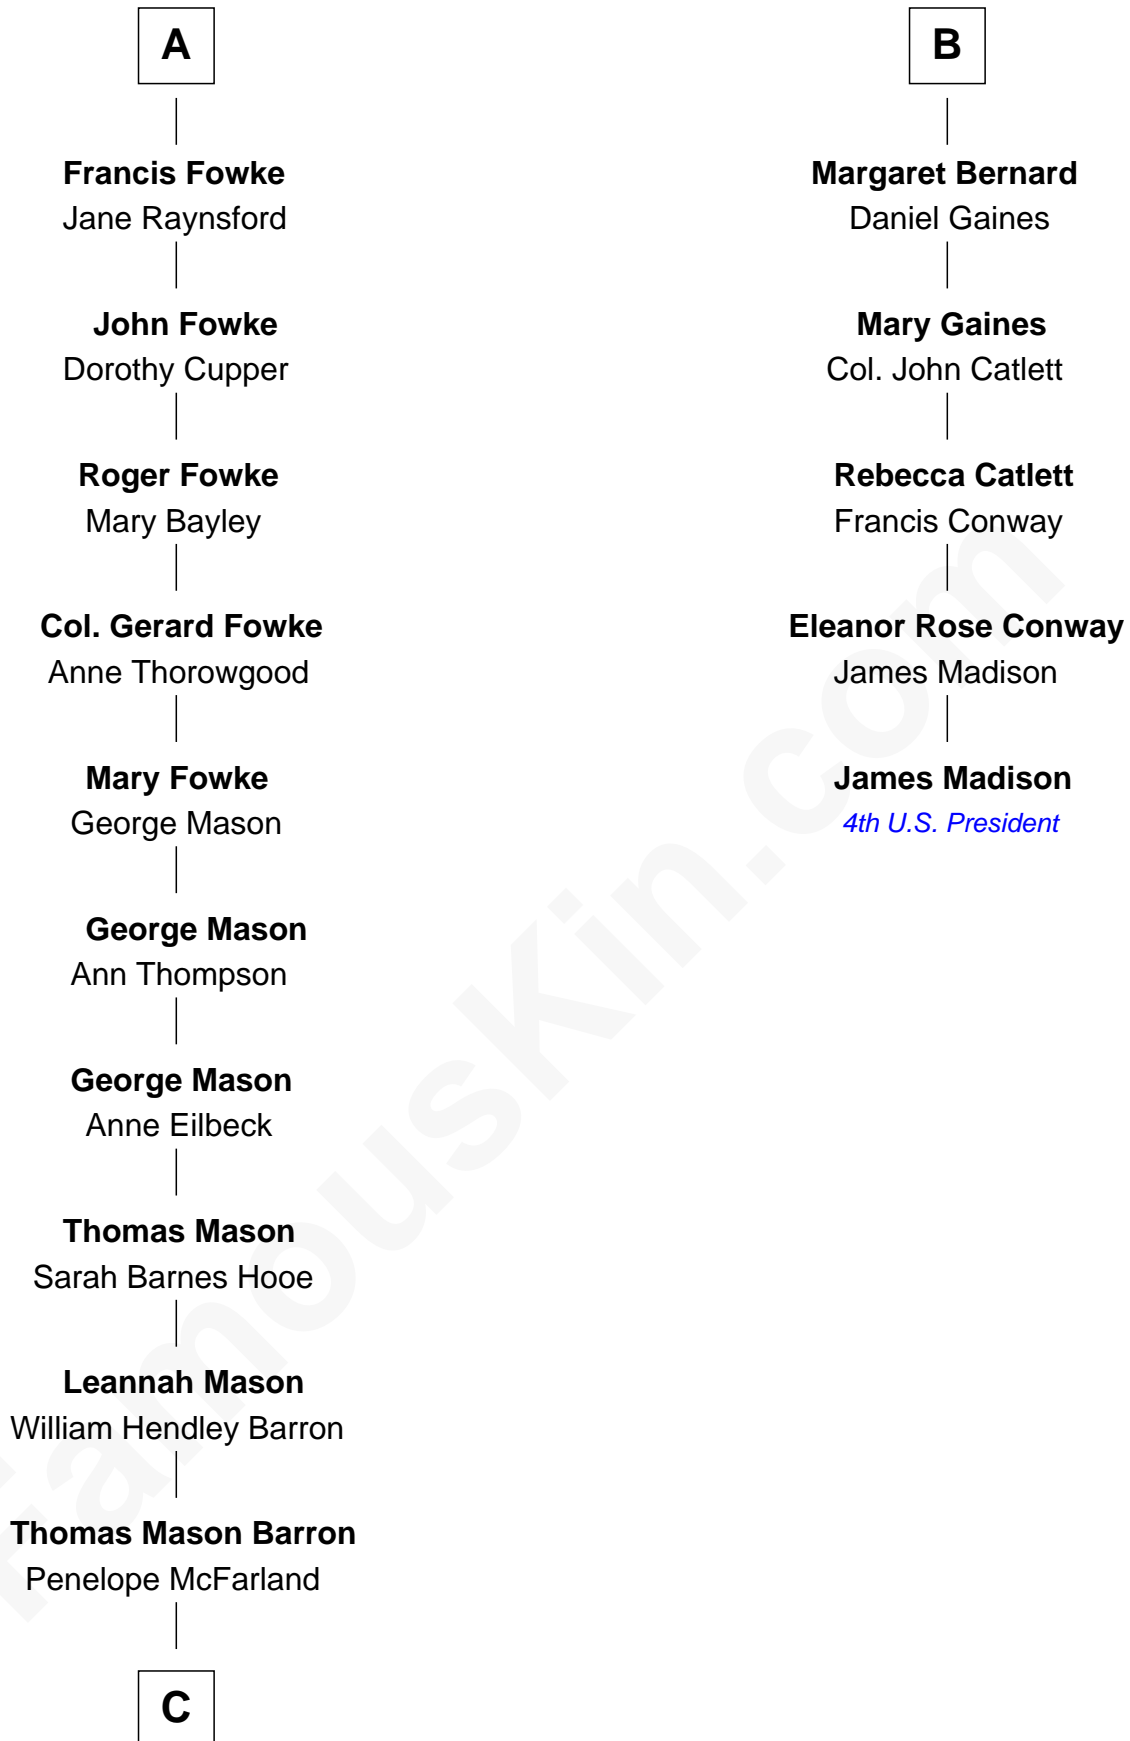 A
Francis Fowke
Jane Raynsford
John Fowke
Dorothy Cupper
Roger Fowke
Mary Bayley
Col. Gerard Fowke
Anne Thorowgood
Mary Fowke
George Mason
George Mason
Ann Thompson
George Mason
Anne Eilbeck
Thomas Mason
Sarah Barnes Hooe
Leannah Mason
William Hendley Barron
Thomas Mason Barron
Penelope McFarland
C
B
Margaret Bernard
Daniel Gaines
Mary Gaines
Col. John Catlett
Rebecca Catlett
Francis Conway
Eleanor Rose Conway
James Madison
James Madison
4th U.S. President
FamousKin.com